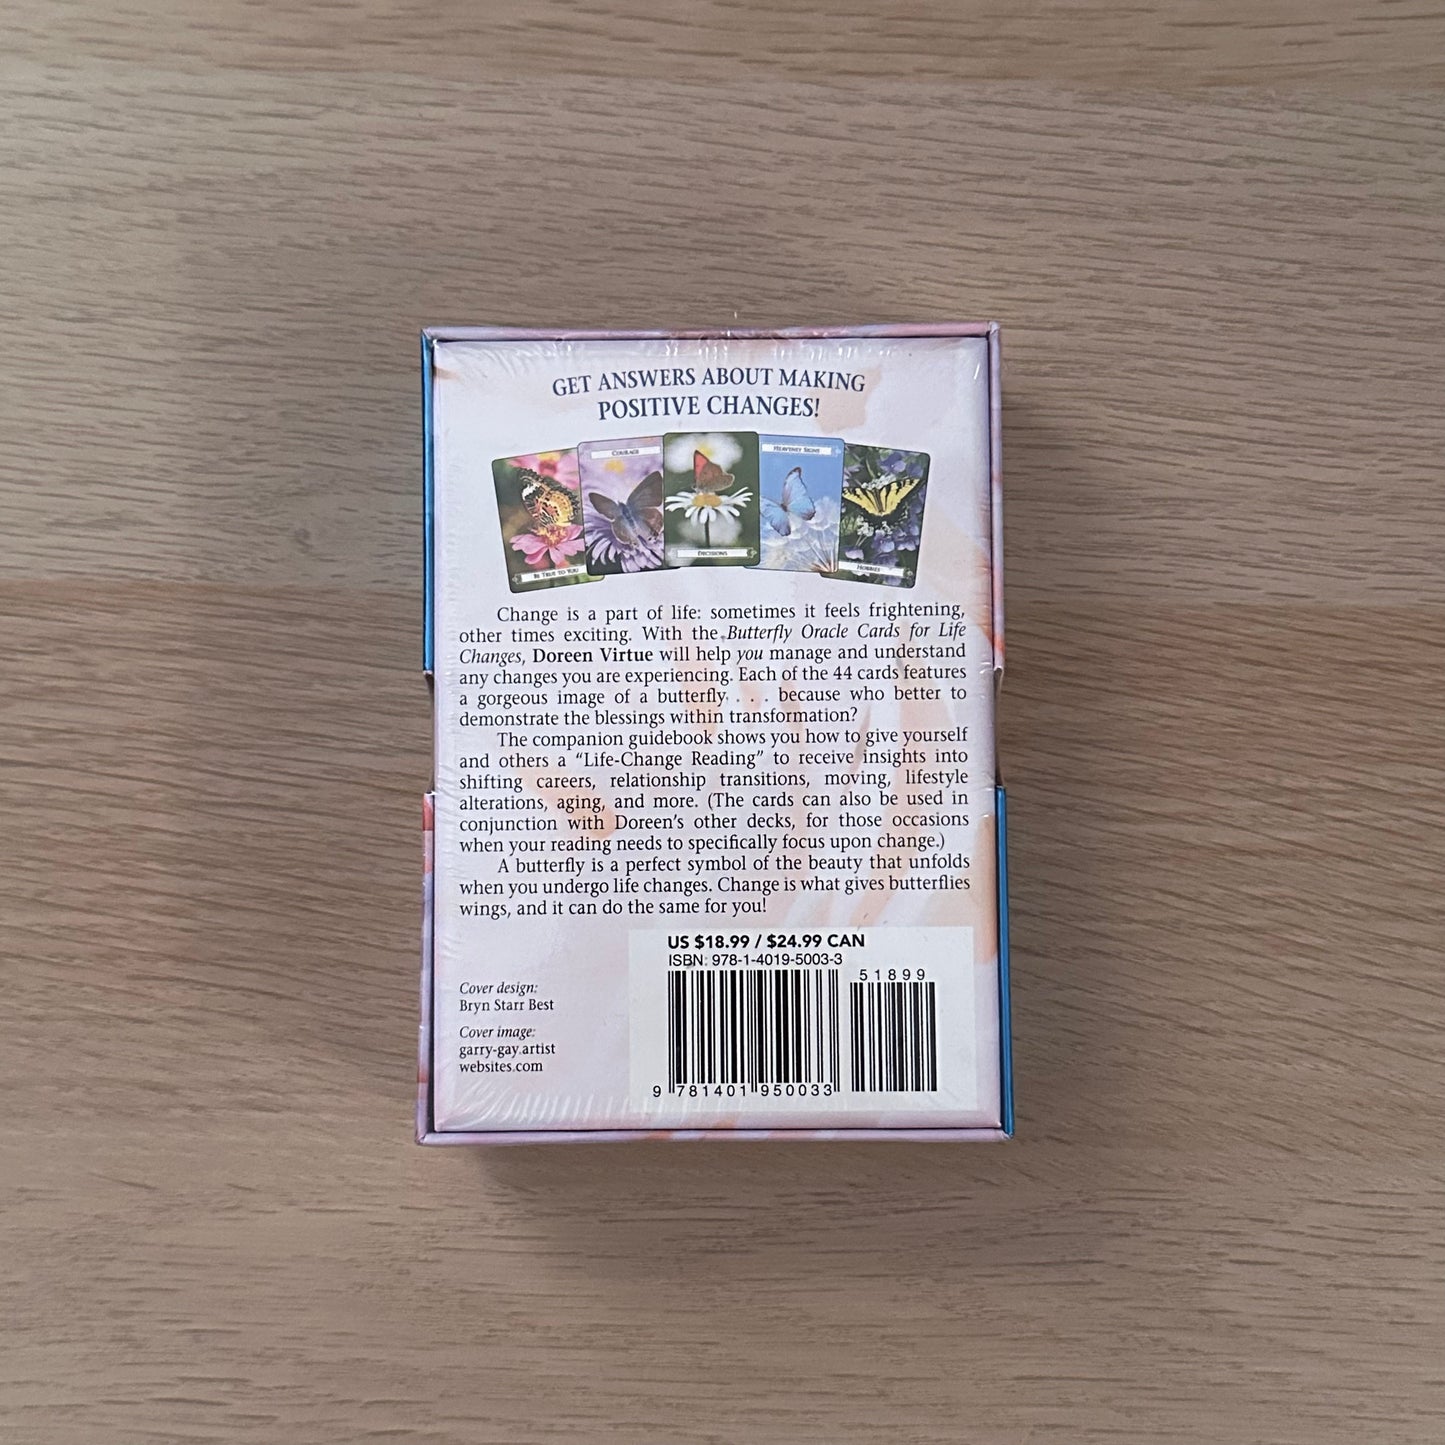 GET ANSWERS ABOUT MAKING
POSITIVE CHANGES!
BE TRUE TO YOU
COURAGE
DECISIONS
HEAVENLY SIGNS
HOBBIES
Change is a part of life: sometimes it feels frightening,
other times exciting. With the Butterfly Oracle Cards for Life
Changes, Doreen Virtue will help you manage and understand
any changes you are experiencing. Each of the 44 cards features
a gorgeous image of a butterfly . . . because who better to
demonstrate the blessings within transformation?
The companion guidebook shows you how to give yourself
and others a “Life-Change Reading” to receive insights into
shifting careers, relationship transitions, moving, lifestyle
alterations, aging, and more. (The cards can also be used in
conjunction with Doreen’s other decks, for those occasions
when your reading needs to specifically focus upon change.)
A butterfly is a perfect symbol of the beauty that unfolds
when you undergo life changes. Change is what gives butterflies
wings, and it can do the same for you!
Cover design:
Bryn Starr Best
Cover image:
garry-gay.artist
websites.com
US $18.99 / $24.99 CAN
ISBN: 978-1-4019-5003-3
51899
9 781401 950033